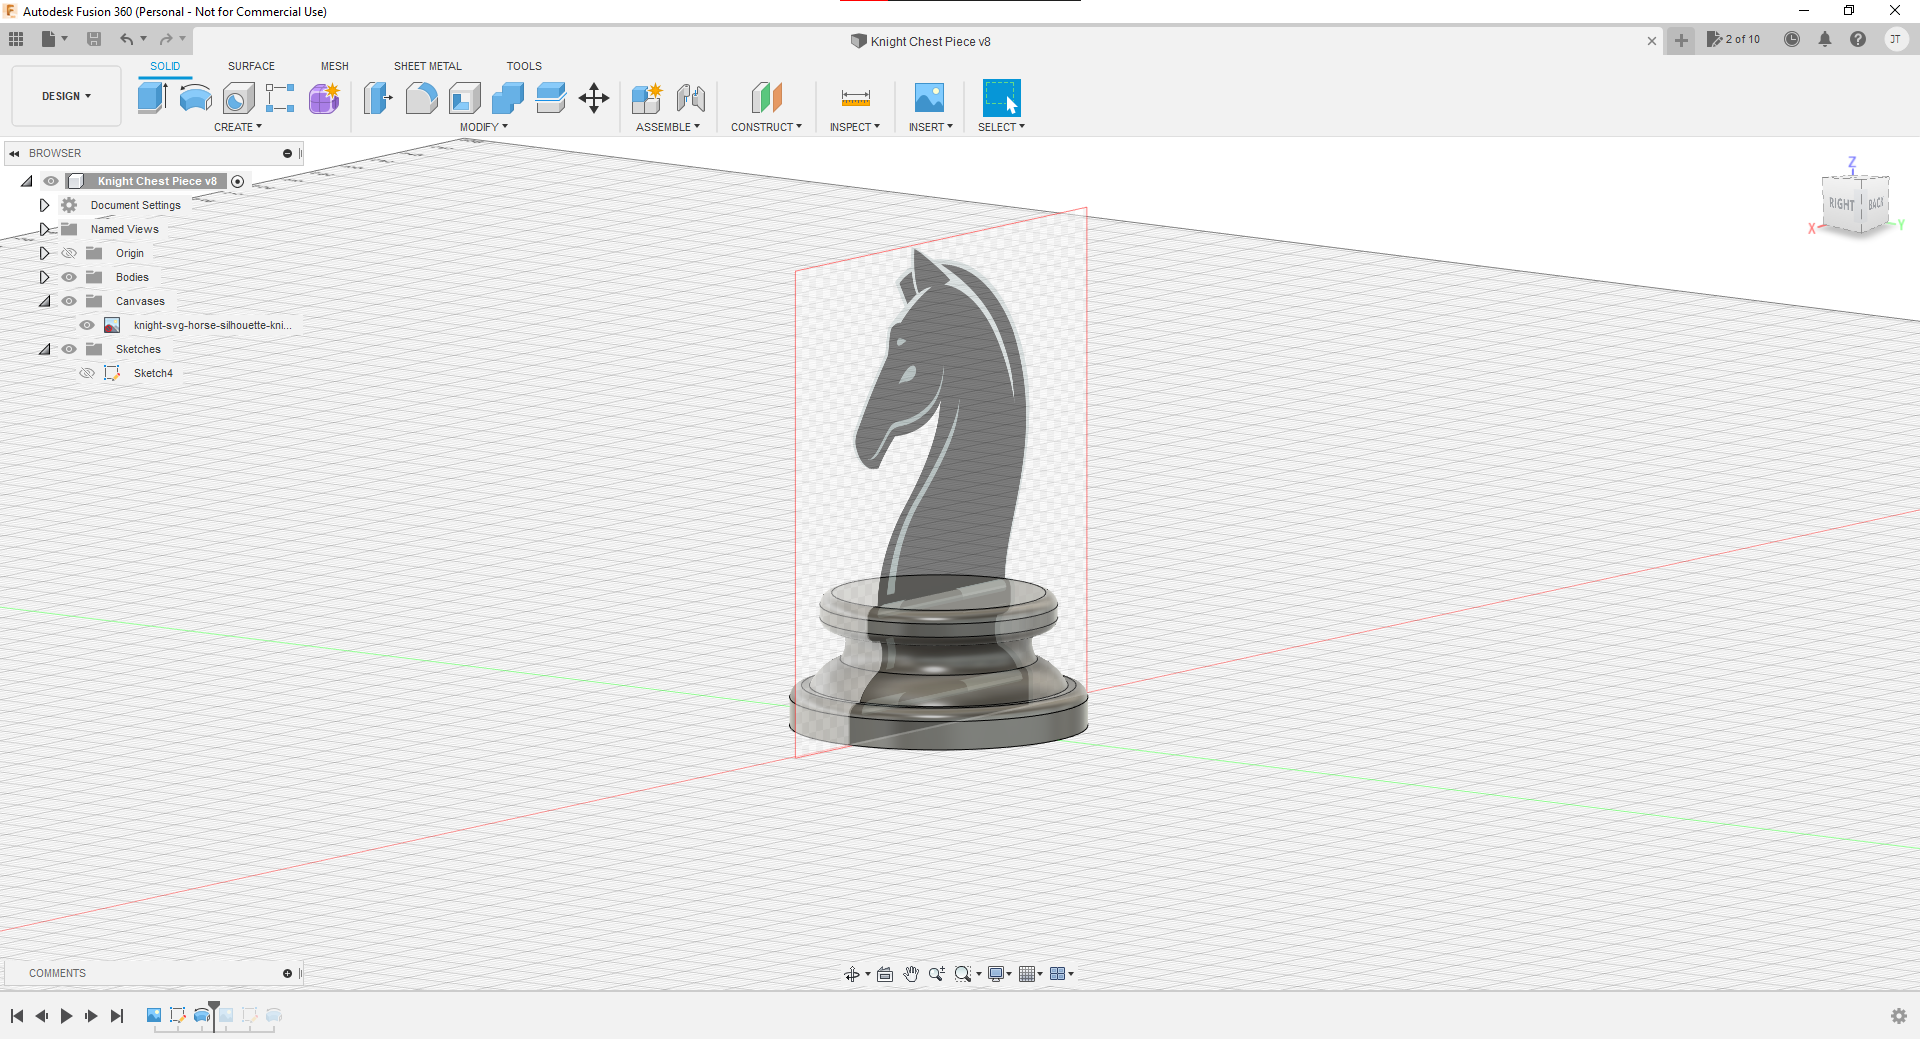 Autodesk Fusion 360 (Personal - Not for Commercial Use)
Knight Chest Piece v8
2 of 10
JT
DESIGN
SOLID SURFACE MESH SHEET METAL TOOLS
CREATE MODIFY ASSEMBLE CONSTRUCT INSPECT INSERT SELECT
BROWSER
Knight Chest Piece v8
Document Settings
Named Views
Origin
Bodies
Canvases
knight-svg-horse-silhouette-kni...
Sketches
Sketch4
Z
RIGHT BACK
X Y
COMMENTS